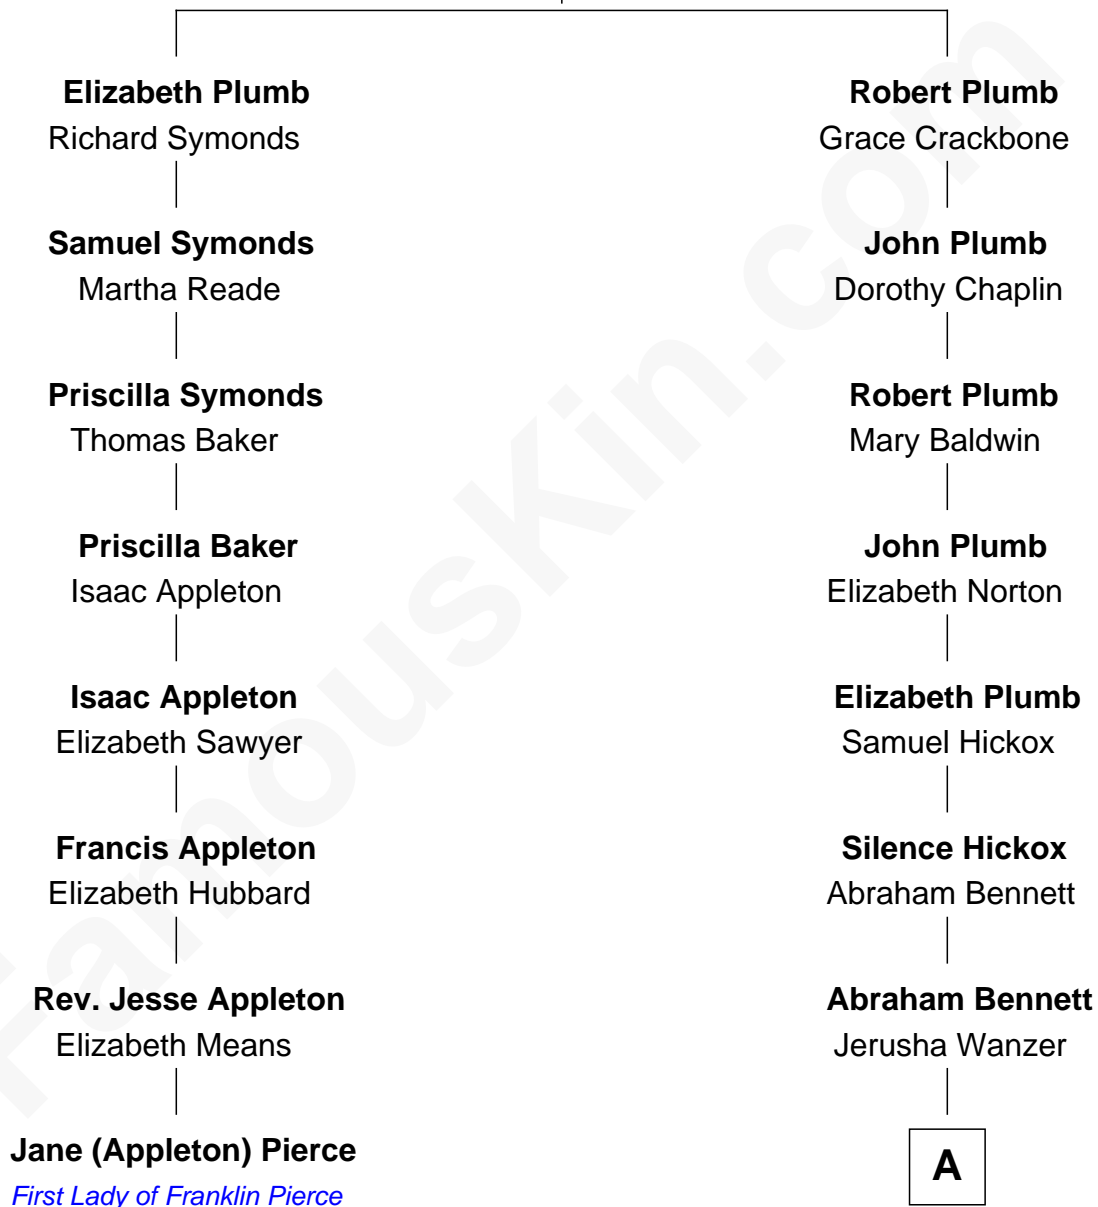 Elizabeth Plumb
Richard Symonds
Robert Plumb
Grace Crackbone
Samuel Symonds
Martha Reade
John Plumb
Dorothy Chaplin
Priscilla Symonds
Thomas Baker
Robert Plumb
Mary Baldwin
Priscilla Baker
Isaac Appleton
John Plumb
Elizabeth Norton
Isaac Appleton
Elizabeth Sawyer
Elizabeth Plumb
Samuel Hickox
Francis Appleton
Elizabeth Hubbard
Silence Hickox
Abraham Bennett
Rev. Jesse Appleton
Elizabeth Means
Abraham Bennett
Jerusha Wanzer
Jane (Appleton) Pierce
First Lady of Franklin Pierce
A
FamousKin.com